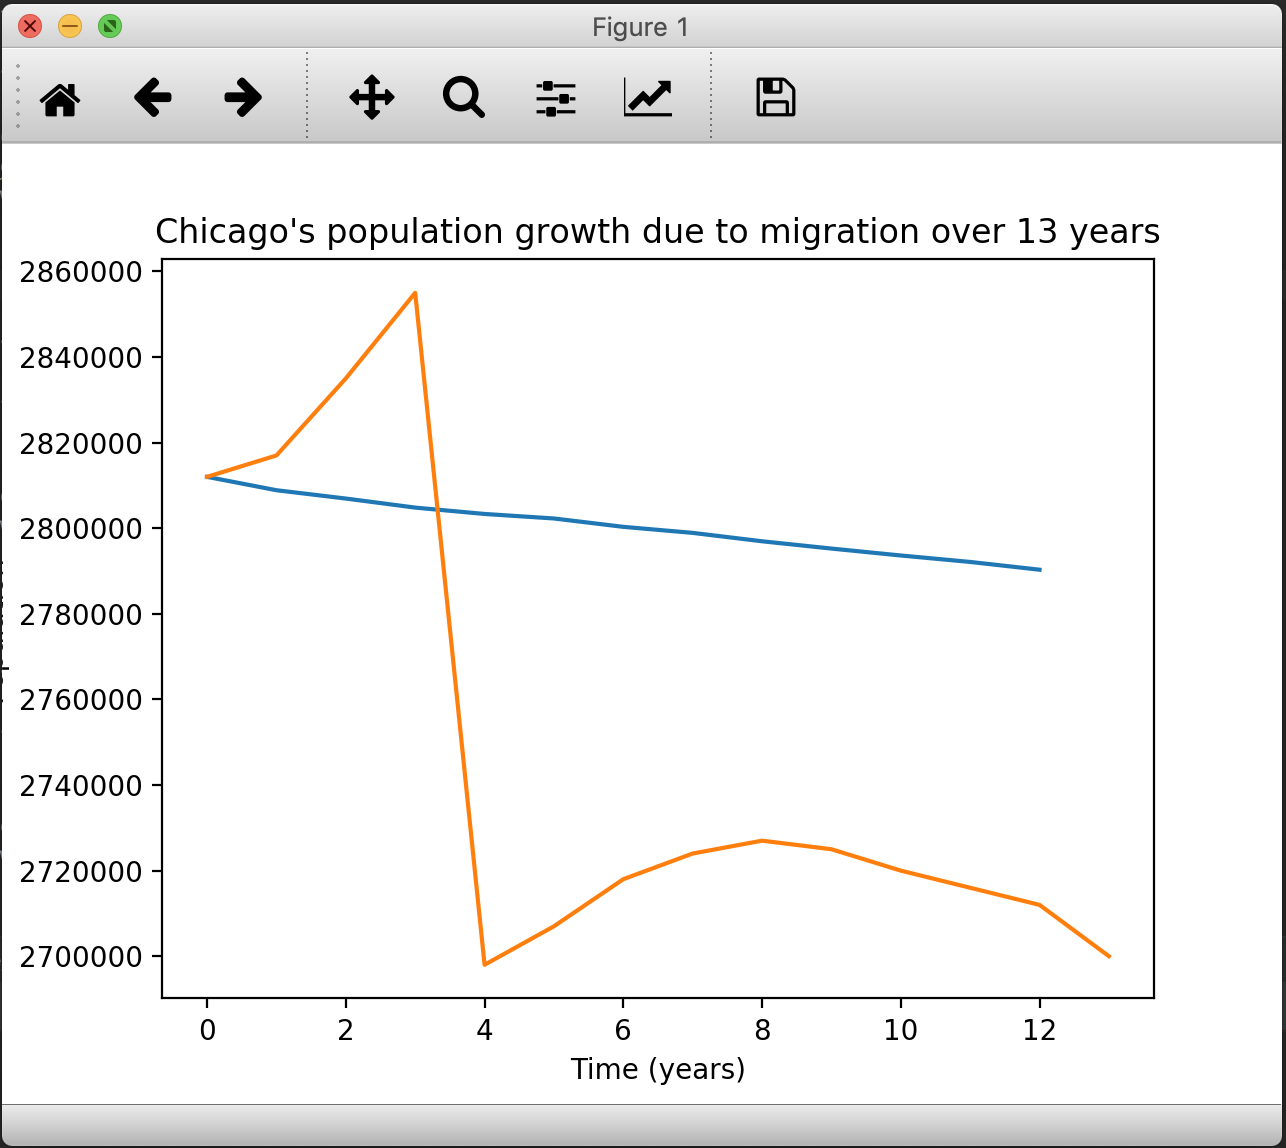 Figure 1
Chicago's population growth due to migration over 13 years
2860000
2840000
2820000
2800000
2780000
2760000
2740000
2720000
2700000
0 2 4 6 8 10 12
Time (years)